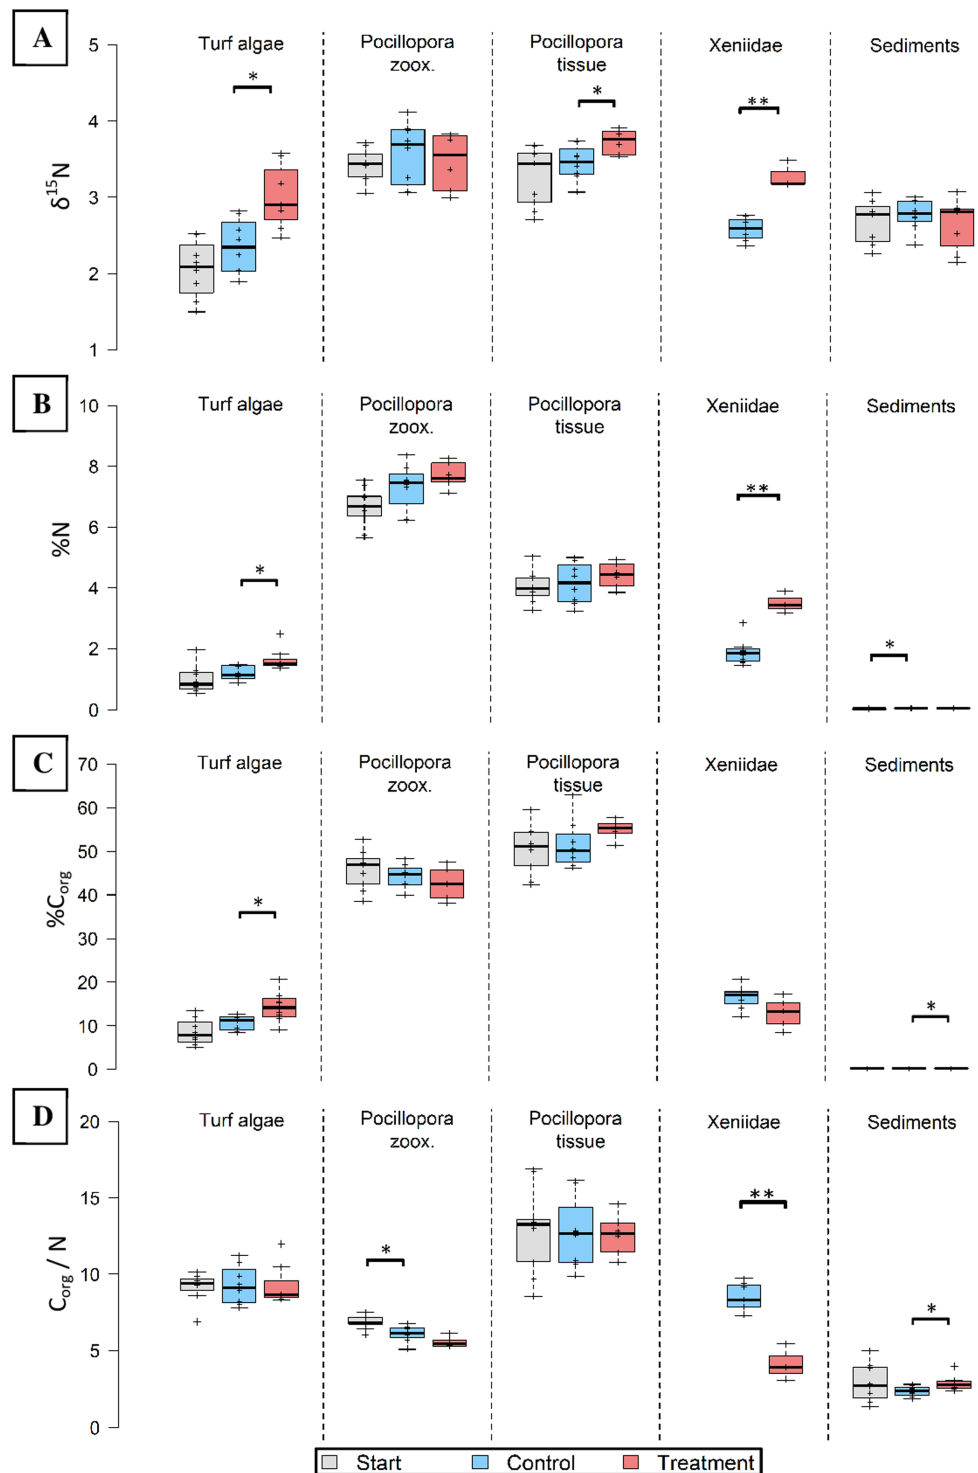 A
Turf algae
Pocillopora
zoox.
Pocillopora
tissue
Xeniidae
Sediments
δ15N
5
4
3
2
1
*
*
**
B
Turf algae
Pocillopora
zoox.
Pocillopora
tissue
Xeniidae
Sediments
%N
10
8
6
4
2
0
*
**
*
C
Turf algae
Pocillopora
zoox.
Pocillopora
tissue
Xeniidae
Sediments
%Corg
70
60
50
40
30
20
10
0
*
*
D
Turf algae
Pocillopora
zoox.
Pocillopora
tissue
Xeniidae
Sediments
Corg / N
20
15
10
5
0
*
**
*
Start Control Treatment